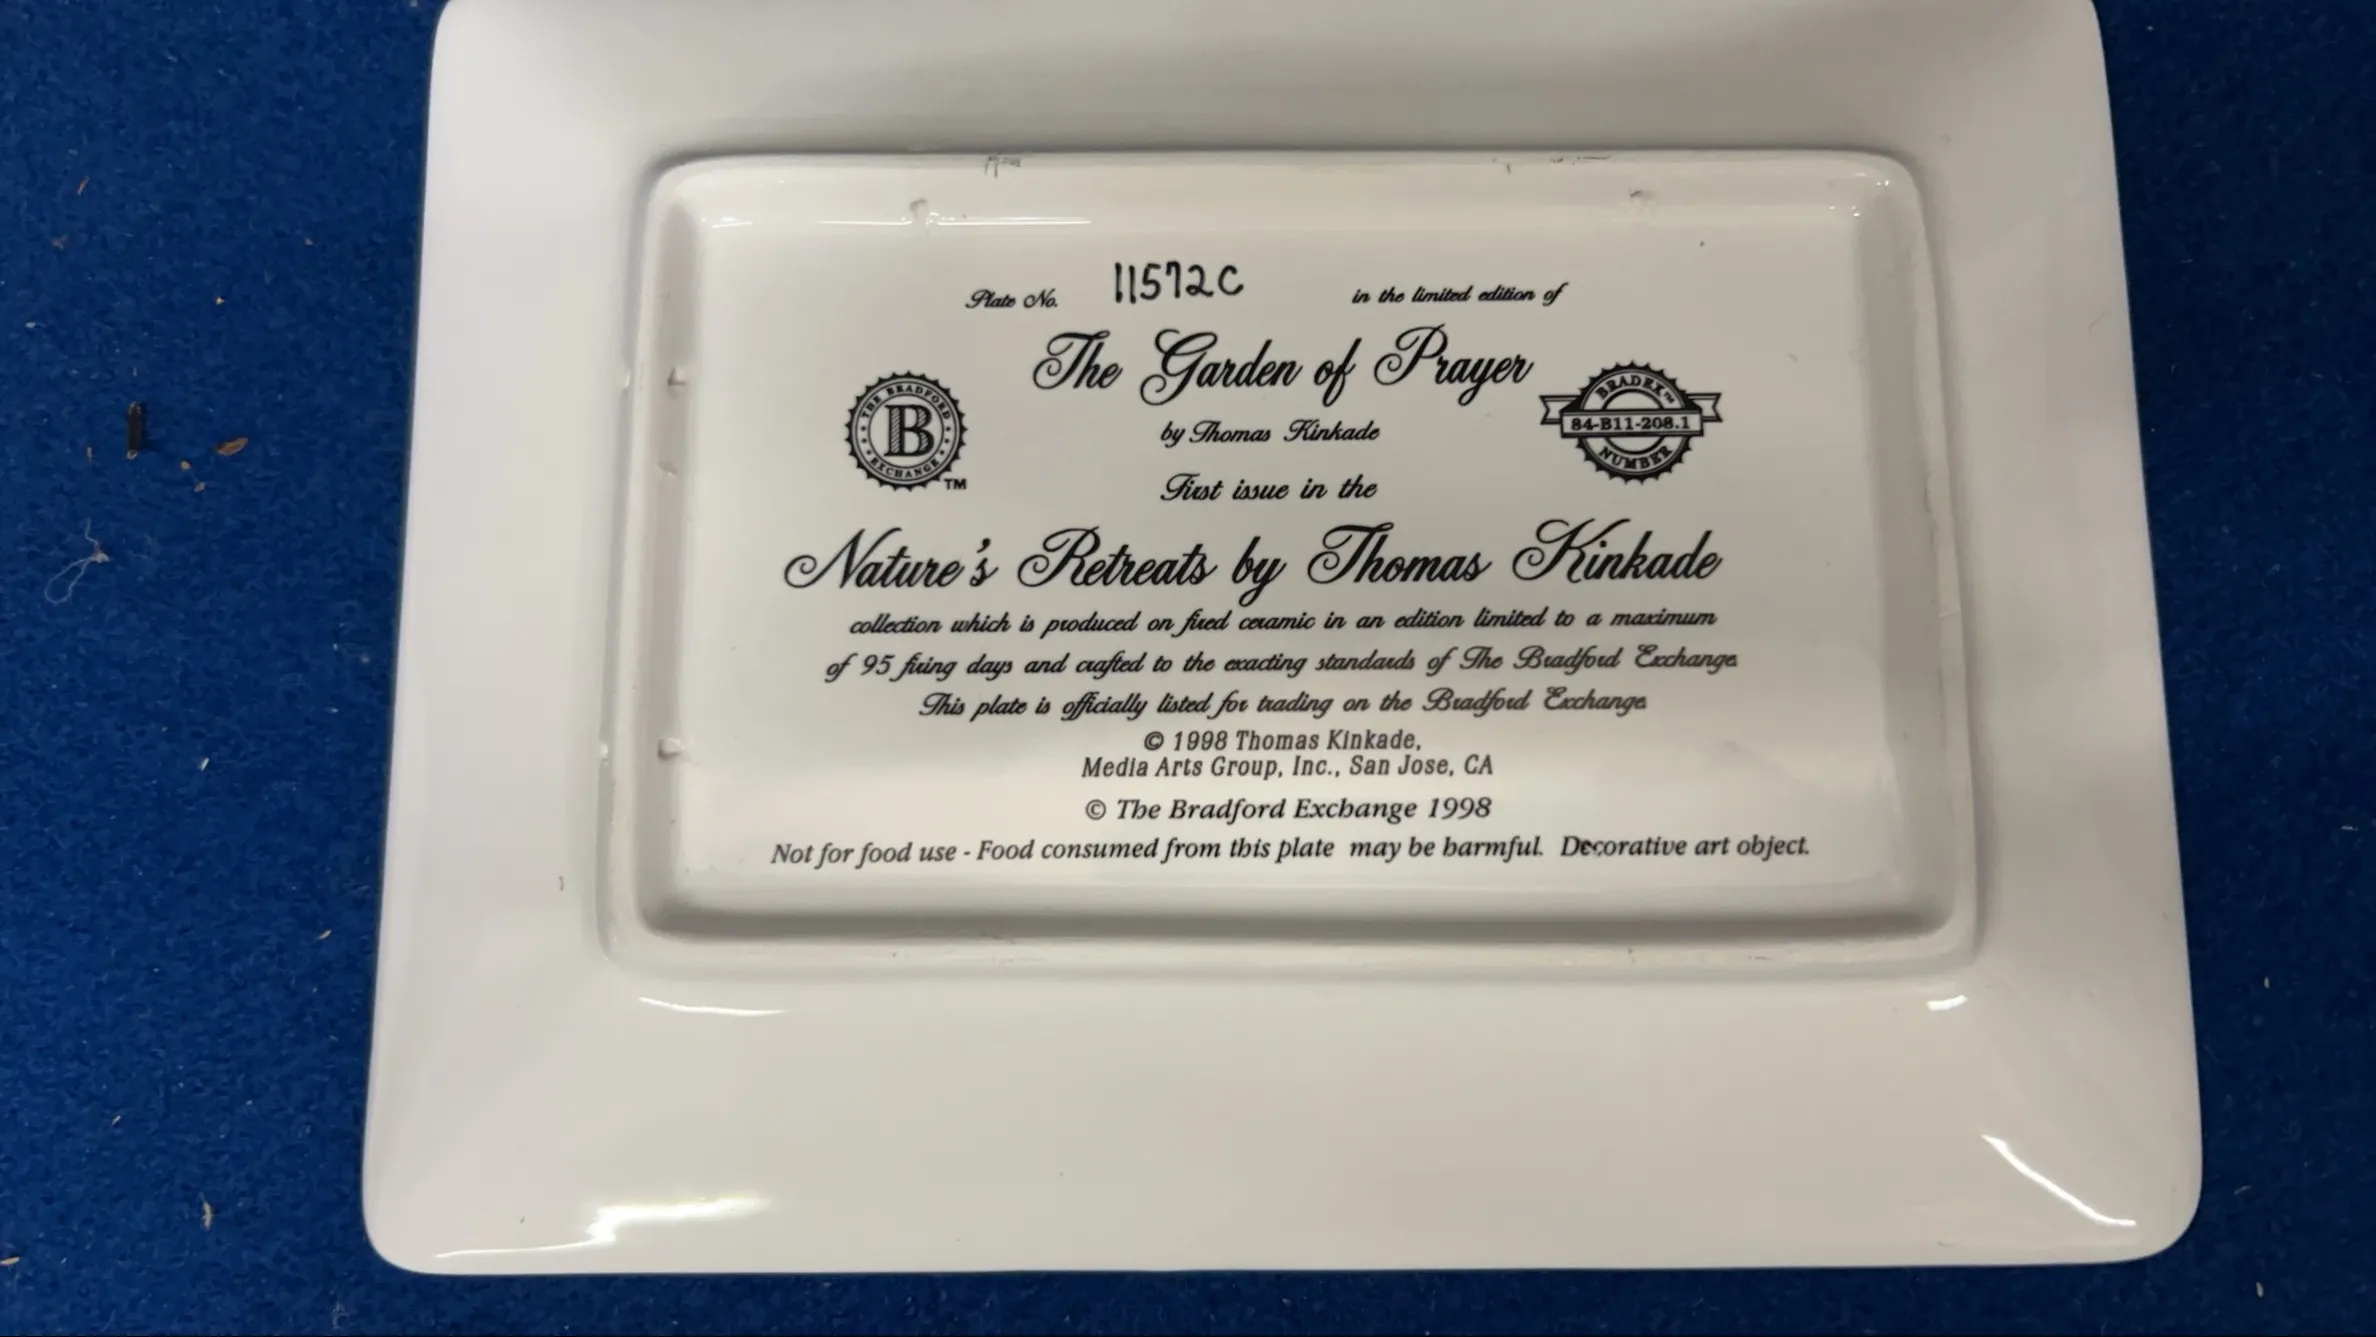 Plate No. 11572C in the limited edition of
The Garden of Prayer
THE BRADFORD EXCHANGE
B
TM
BRADEX™
84-B11-208.1
NUMBER
by Thomas Kinkade
First issue in the
Nature's Retreats by Thomas Kinkade
collection which is produced on fired ceramic in an edition limited to a maximum
of 95 firing days and crafted to the exacting standards of The Bradford Exchange
This plate is officially listed for trading on the Bradford Exchange
© 1998 Thomas Kinkade,
Media Arts Group, Inc., San Jose, CA
© The Bradford Exchange 1998
Not for food use - Food consumed from this plate may be harmful. Decorative art object.